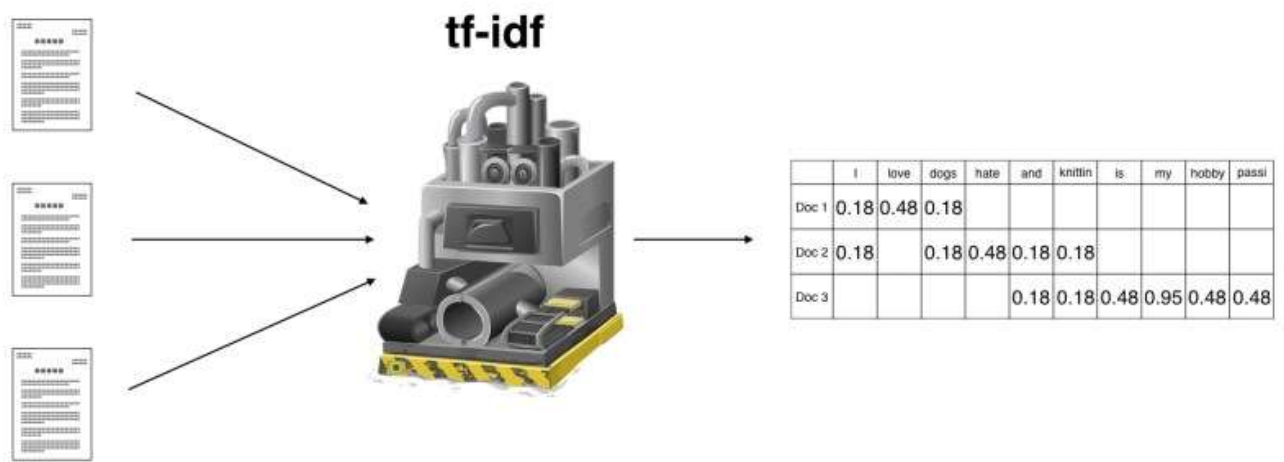 tf-idf
I love dogs hate and knittin is my hobby passi
Doc 1 0.18 0.48 0.18
Doc 2 0.18 0.18 0.48 0.18 0.18
Doc 3 0.18 0.18 0.48 0.95 0.48 0.48